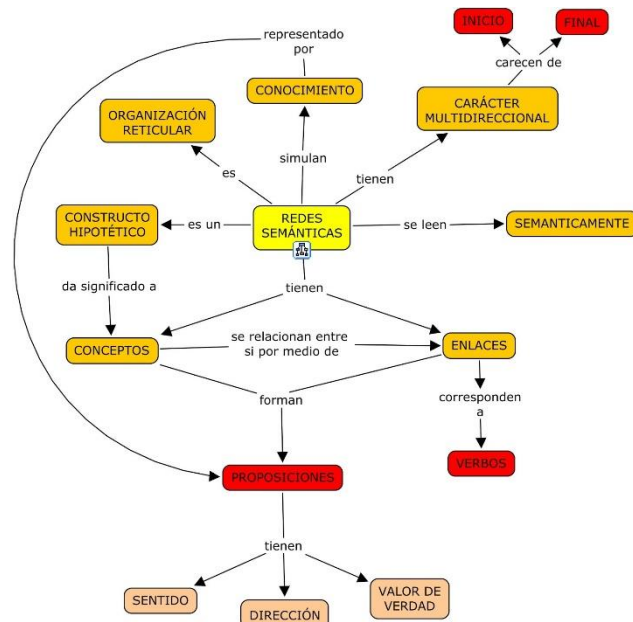 INICIO
FINAL
representado
por
carecen de
CONOCIMIENTO
CARÁCTER
MULTIDIRECCIONAL
ORGANIZACIÓN
RETICULAR
simulan
es
tienen
CONSTRUCTO
HIPOTÉTICO
es un
REDES
SEMÁNTICAS
se leen
SEMANTICAMENTE
da significado a
tienen
CONCEPTOS
se relacionan entre
si por medio de
ENLACES
forman
corresponden
a
PROPOSICIONES
VERBOS
tienen
SENTIDO
DIRECCIÓN
VALOR DE
VERDAD